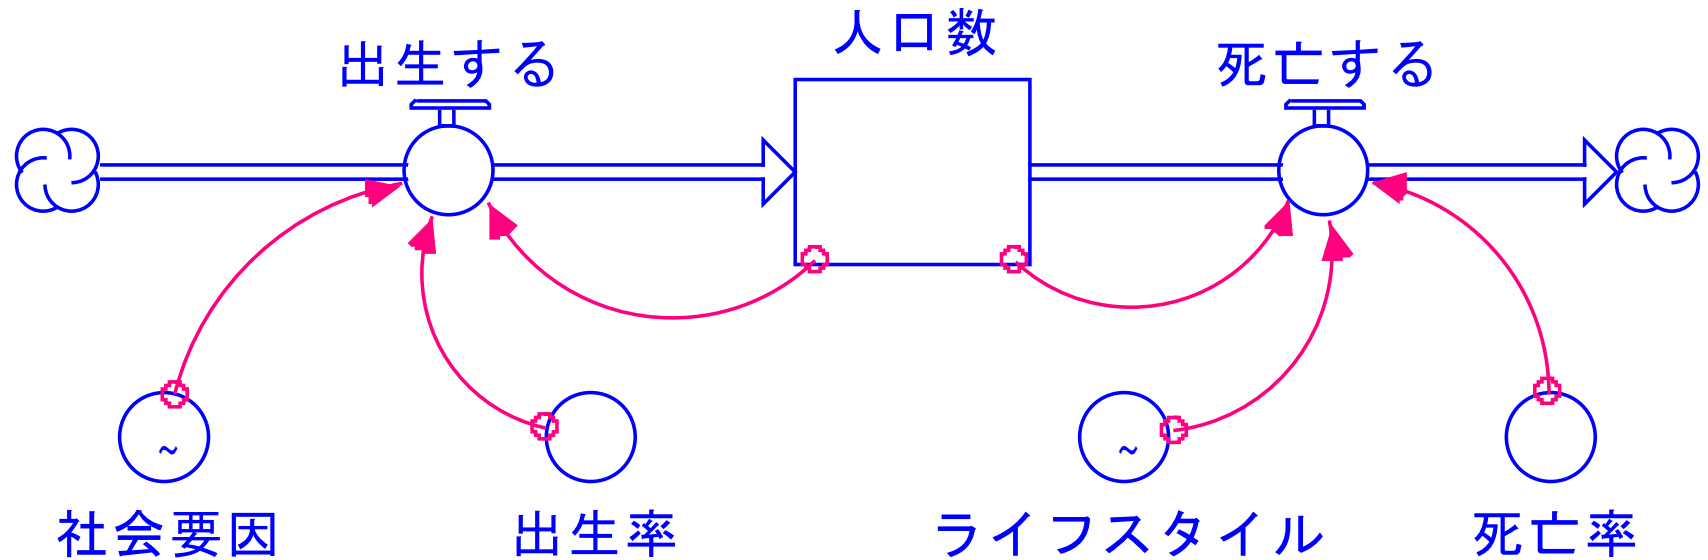 人口数
出生する
死亡する
~
~
社会要因
出生率
ライフスタイル
死亡率